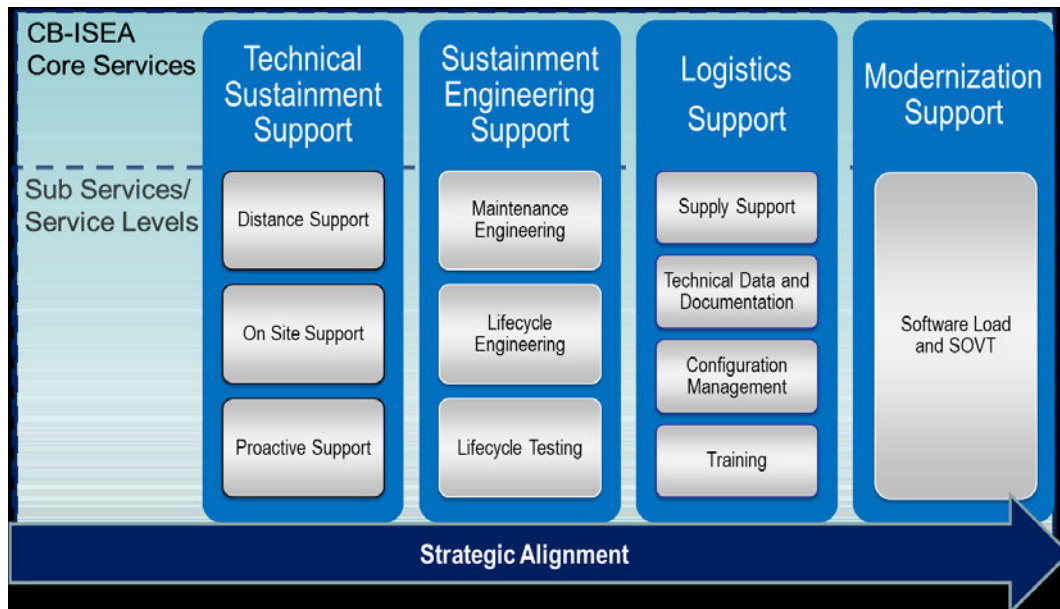 CB-ISEA
Core Services
Technical
Sustainment
Support
Sustainment
Engineering
Support
Logistics
Support
Modernization
Support
Sub Services/
Service Levels
Distance Support
On Site Support
Proactive Support
Maintenance
Engineering
Lifecycle
Engineering
Lifecycle Testing
Supply Support
Technical Data and
Documentation
Configuration
Management
Training
Software Load
and SOVT
Strategic Alignment